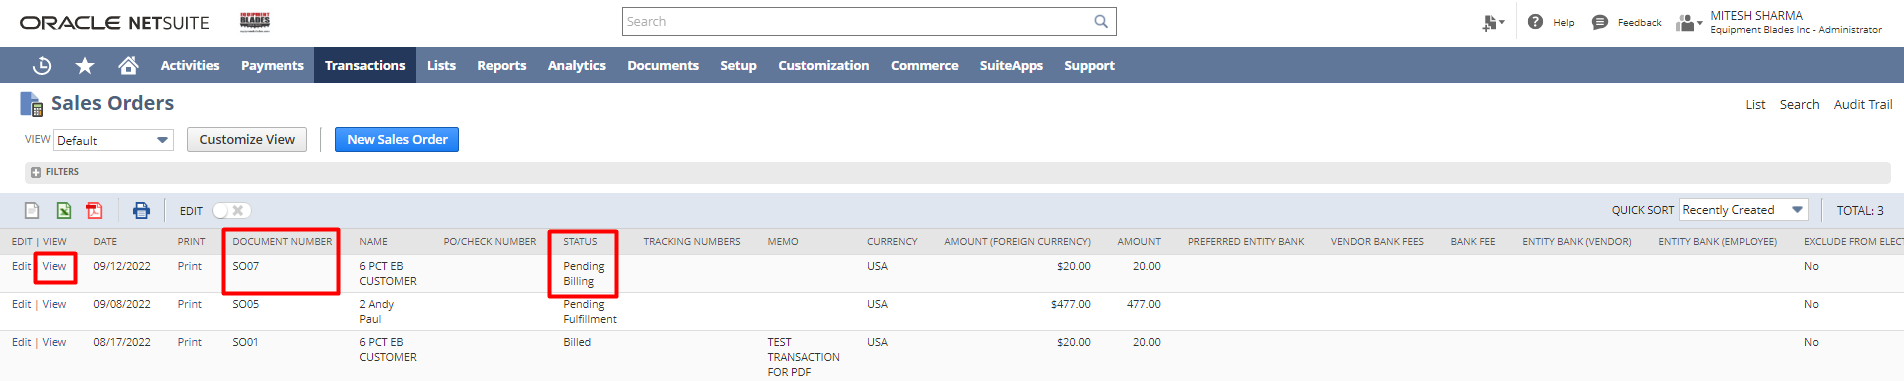 ORACLE NETSUITE
EQUIPMENT
BLADES
Search
Help
Feedback
MITESH SHARMA
Equipment Blades Inc - Administrator
Activities Payments Transactions Lists Reports Analytics Documents Setup Customization Commerce SuiteApps Support
Sales Orders
List Search Audit Trail
VIEW Default Customize View New Sales Order
FILTERS
EDIT
QUICK SORT Recently Created TOTAL: 3
EDIT | VIEW DATE PRINT DOCUMENT NUMBER NAME PO/CHECK NUMBER STATUS TRACKING NUMBERS MEMO CURRENCY AMOUNT (FOREIGN CURRENCY) AMOUNT PREFERRED ENTITY BANK VENDOR BANK FEES BANK FEE ENTITY BANK (VENDOR) ENTITY BANK (EMPLOYEE) EXCLUDE FROM ELECT
Edit | View 09/12/2022 Print SO07 6 PCT EB Pending USA $20.00 20.00 No
CUSTOMER Billing
Edit | View 09/08/2022 Print SO05 2 Andy Pending USA $477.00 477.00 No
Paul Fulfillment
Edit | View 08/17/2022 Print SO01 6 PCT EB Billed TEST USA $20.00 20.00 No
CUSTOMER TRANSACTION
FOR PDF